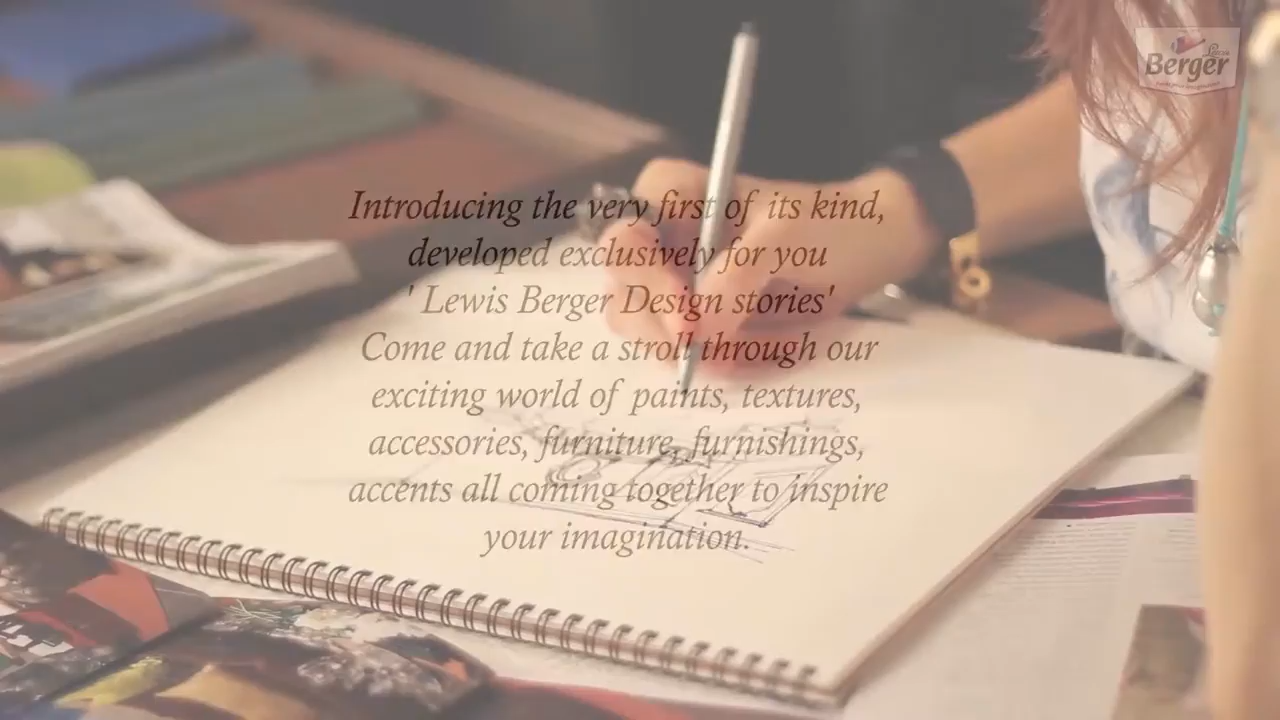 Lewis
Berger
Introducing the very first of its kind,
developed exclusively for you
' Lewis Berger Design stories'
Come and take a stroll through our
exciting world of paints, textures,
accessories, furniture, furnishings,
accents all coming together to inspire
your imagination.